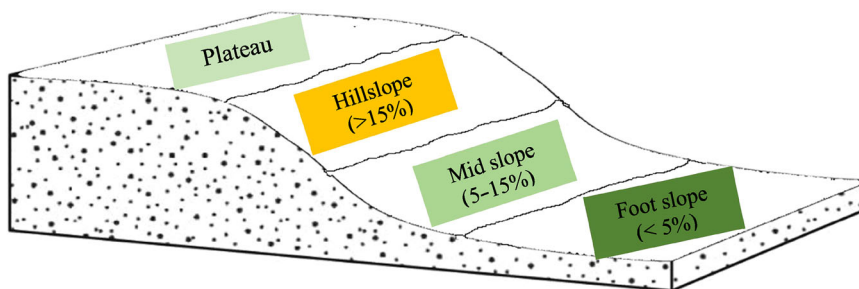 Plateau
Hillslope
(>15%)
Mid slope
(5-15%)
Foot slope
(< 5%)